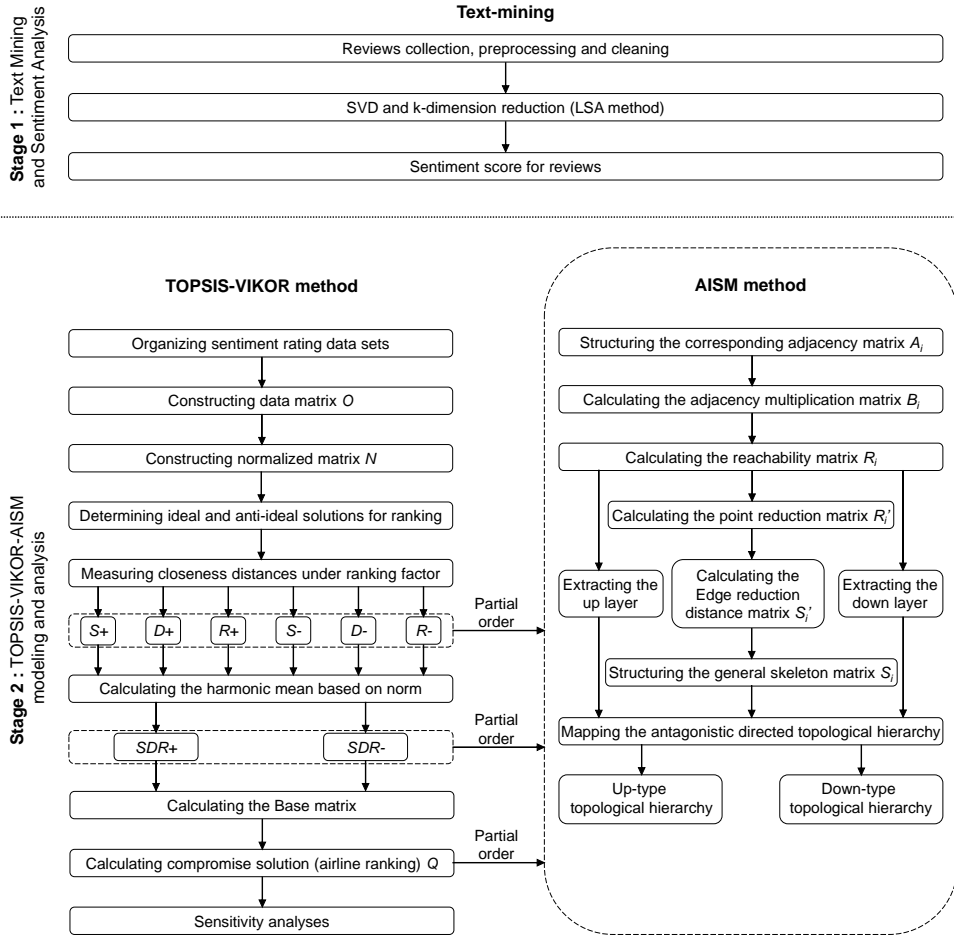 Text-mining
Stage 1 : Text Mining
and Sentiment Analysis
Reviews collection, preprocessing and cleaning
SVD and k-dimension reduction (LSA method)
Sentiment score for reviews
Stage 2 : TOPSIS-VIKOR-AISM
modeling and analysis
TOPSIS-VIKOR method
Organizing sentiment rating data sets
Constructing data matrix O
Constructing normalized matrix N
Determining ideal and anti-ideal solutions for ranking
Measuring closeness distances under ranking factor
S+ D+ R+ S- D- R-
Calculating the harmonic mean based on norm
SDR+ SDR-
Calculating the Base matrix
Calculating compromise solution (airline ranking) Q
Sensitivity analyses
Partial
order
Partial
order
Partial
order
AISM method
Structuring the corresponding adjacency matrix A_i
Calculating the adjacency multiplication matrix B_i
Calculating the reachability matrix R_i
Calculating the point reduction matrix R_i'
Extracting the
up layer
Calculating the
Edge reduction
distance matrix S_i'
Extracting the
down layer
Structuring the general skeleton matrix S_i
Mapping the antagonistic directed topological hierarchy
Up-type
topological hierarchy
Down-type
topological hierarchy